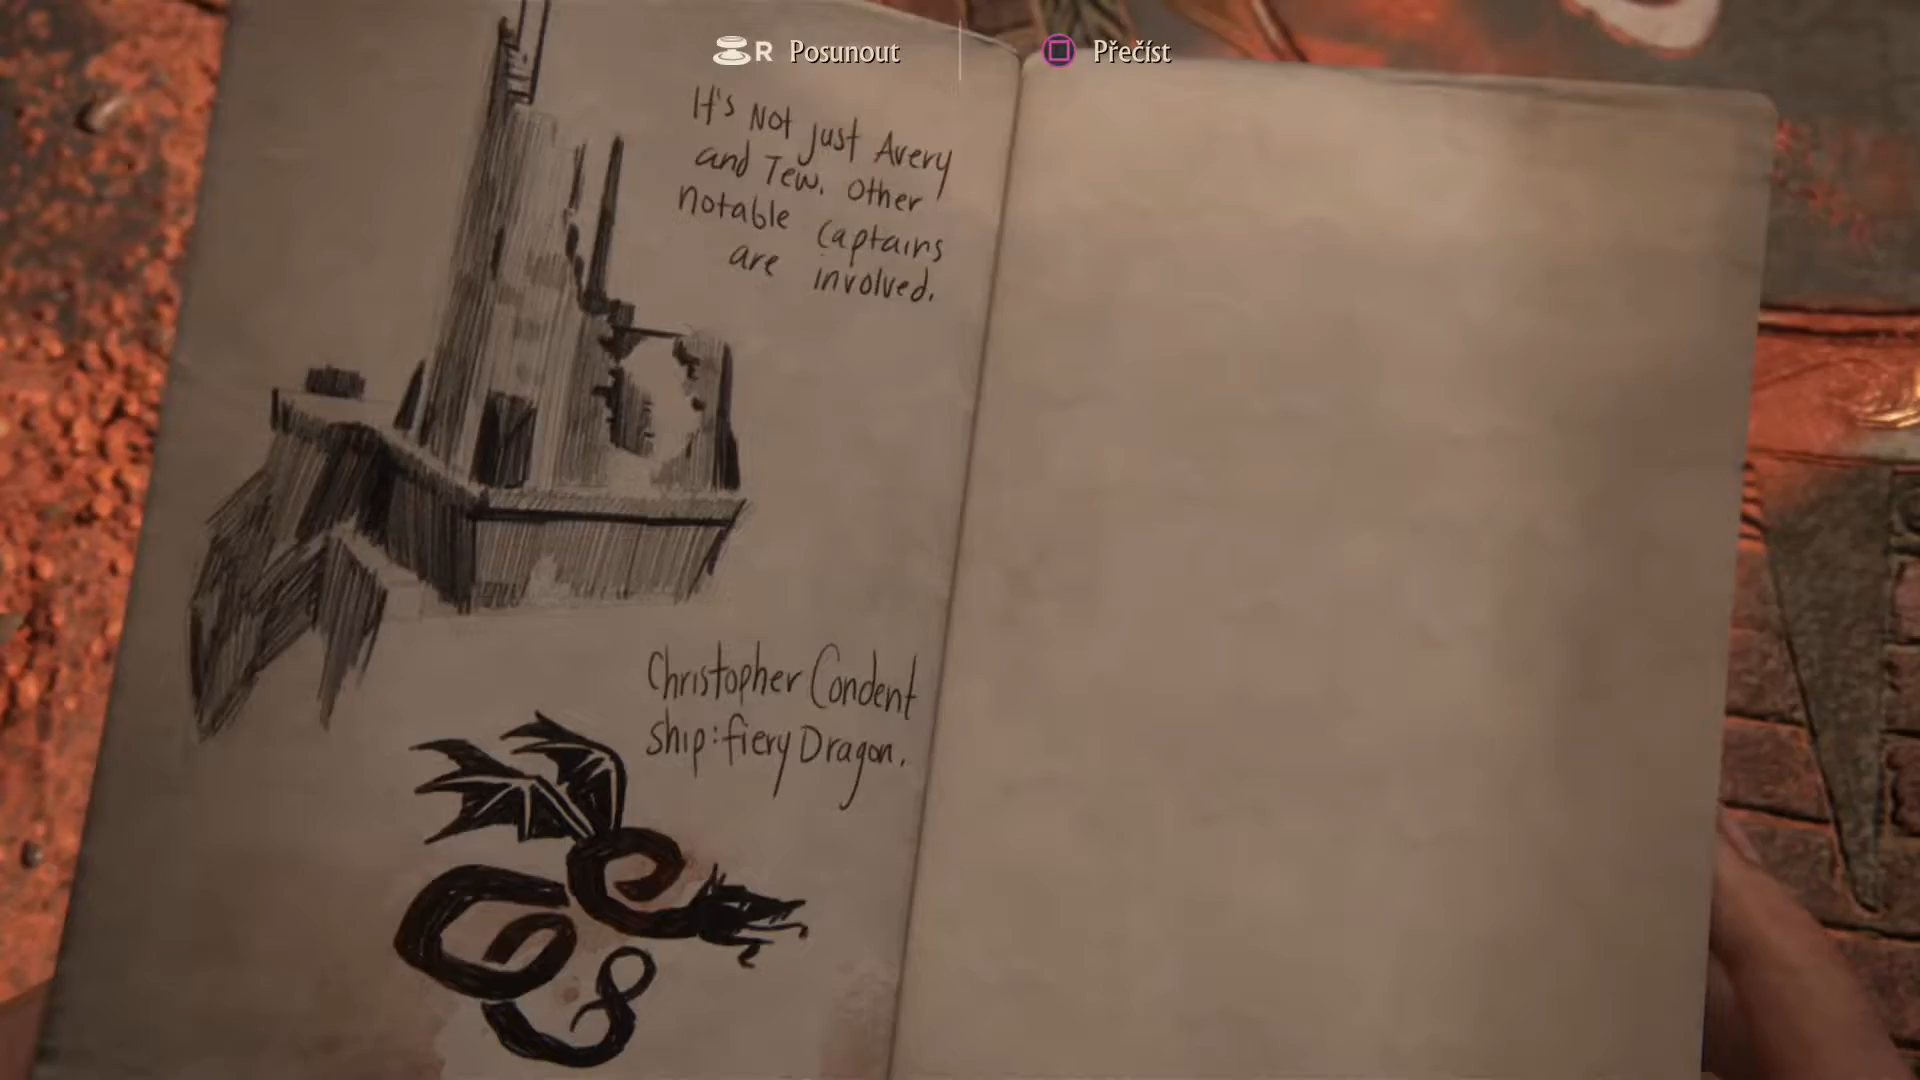 R Posunout
Přečíst
It's Not just Avery
and Tew. Other
notable Captains
are involved.
Christopher Condent
ship: fiery Dragon.